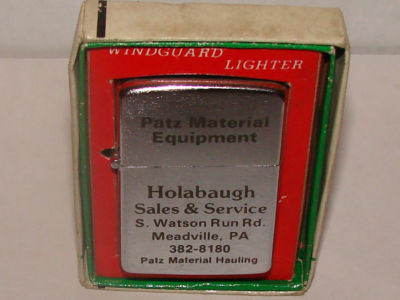 WINDGUARD
LIGHTER
Patz Material
Equipment
Holabaugh
Sales & Service
S. Watson Run Rd.
Meadville, PA
382-8180
Patz Material Hauling